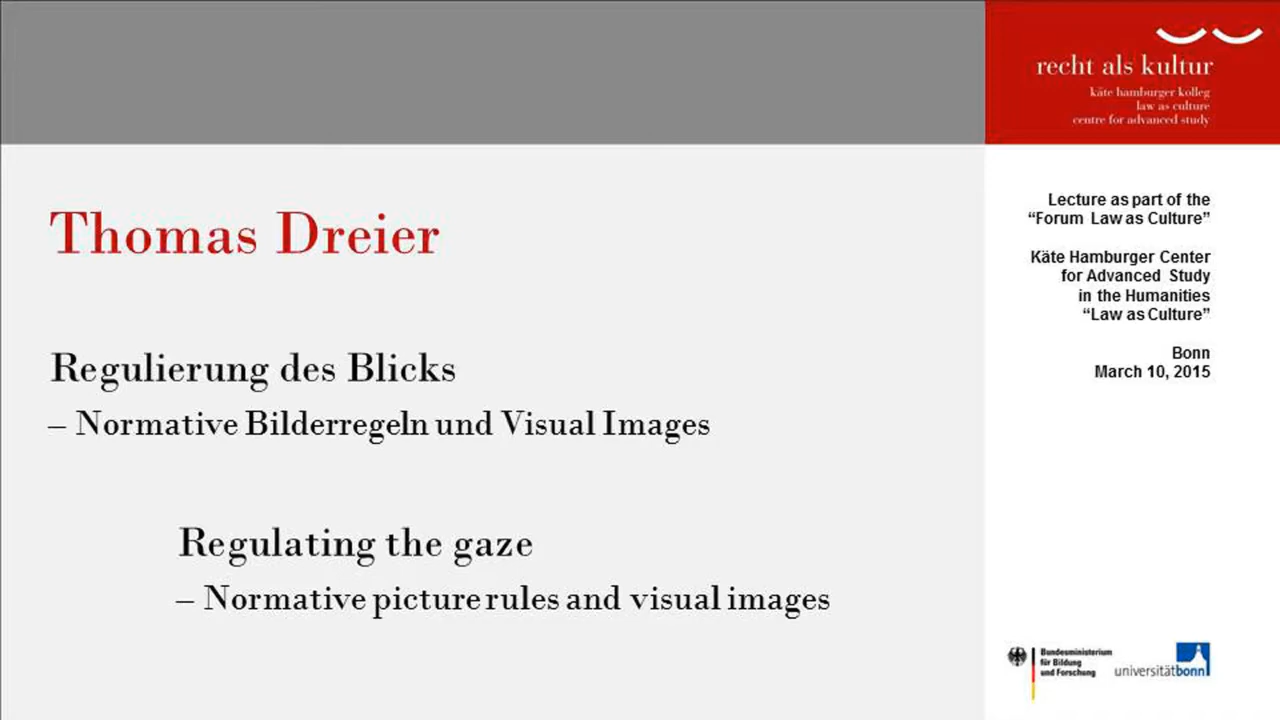 recht als kultur
käte hamburger kolleg
law as culture
centre for advanced study
Thomas Dreier
Regulierung des Blicks
– Normative Bilderregeln und Visual Images
Regulating the gaze
– Normative picture rules and visual images
Lecture as part of the
“Forum Law as Culture”
Käte Hamburger Center
for Advanced Study
in the Humanities
“Law as Culture”
Bonn
March 10, 2015
Bundesministerium
für Bildung
und Forschung
universitätbonn